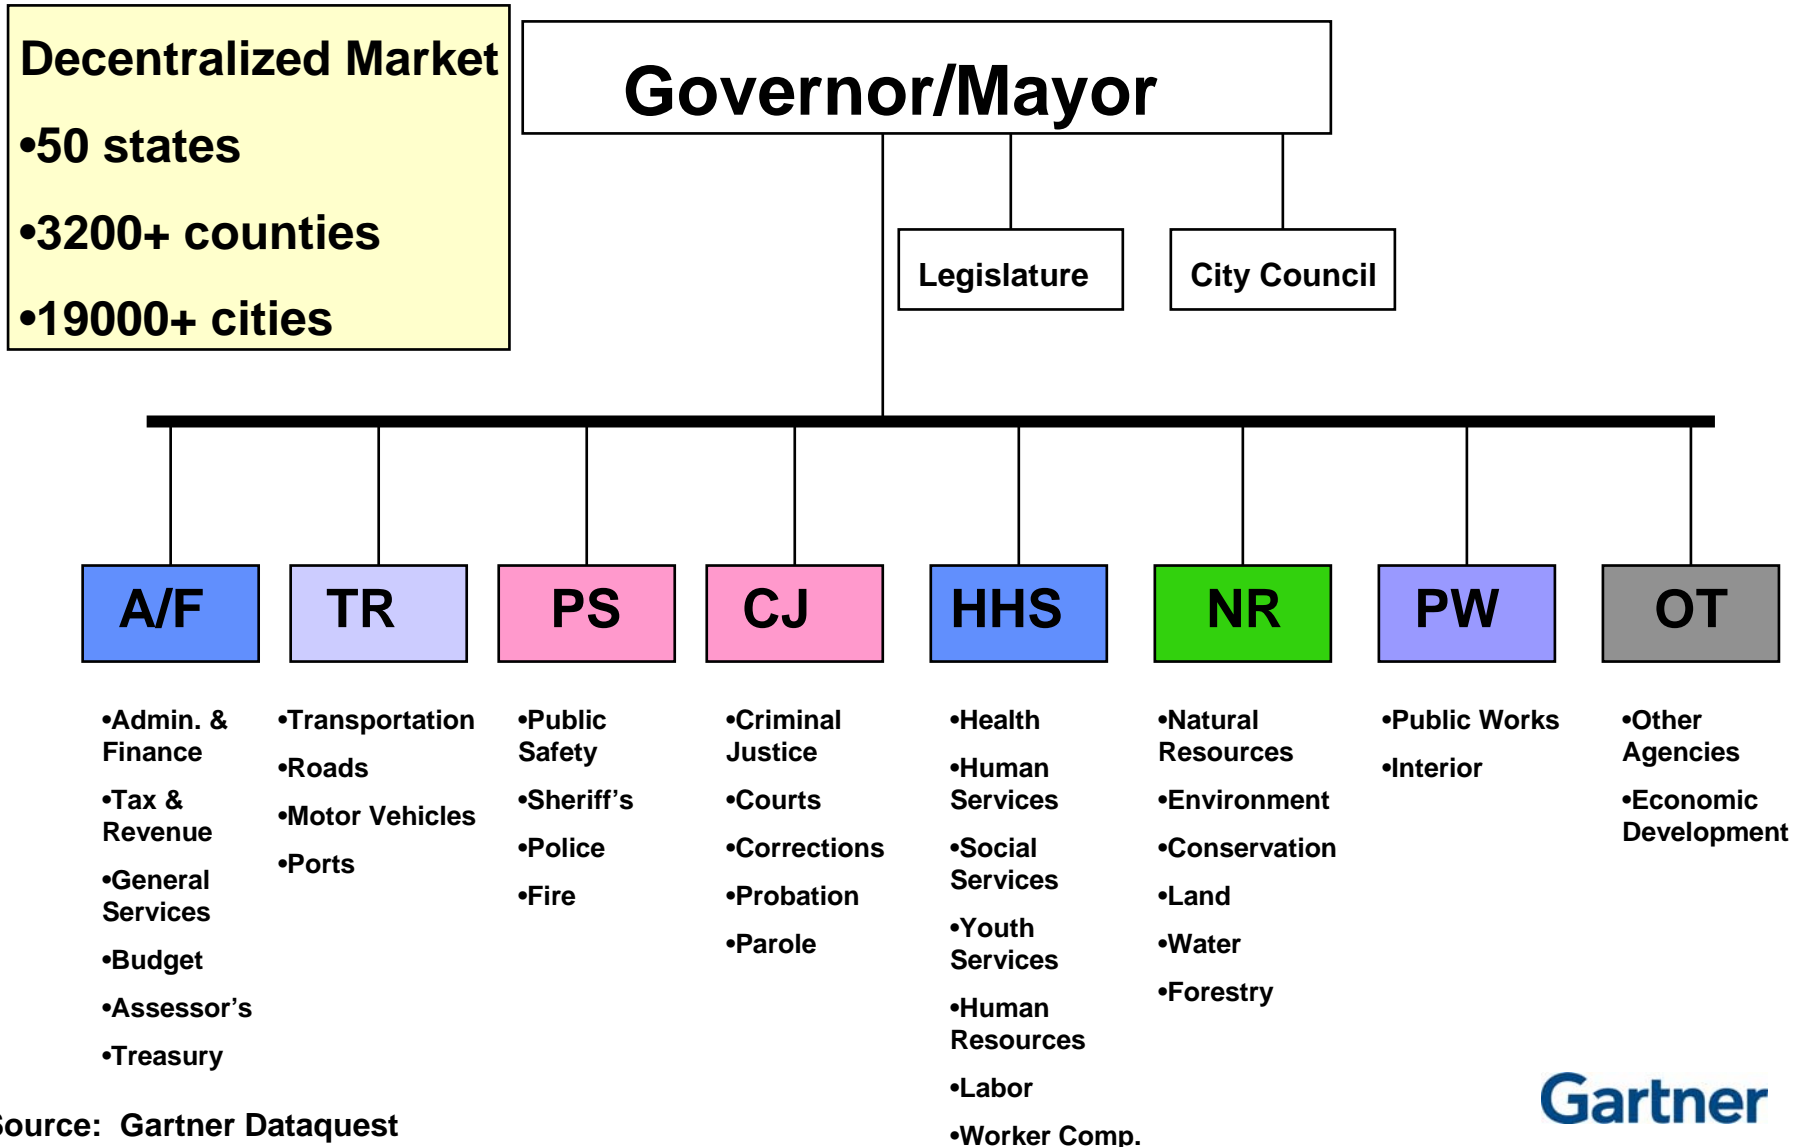 Decentralized Market
•50 states
•3200+ counties
•19000+ cities
Governor/Mayor
Legislature
City Council
A/F
TR
PS
CJ
HHS
NR
PW
OT
•Admin. &
Finance
•Tax &
Revenue
•General
Services
•Budget
•Assessor’s
•Treasury
•Transportation
•Roads
•Motor Vehicles
•Ports
•Public
Safety
•Sheriff’s
•Police
•Fire
•Criminal
Justice
•Courts
•Corrections
•Probation
•Parole
•Health
•Human
Services
•Social
Services
•Youth
Services
•Human
Resources
•Labor
•Worker Comp.
•Natural
Resources
•Environment
•Conservation
•Land
•Water
•Forestry
•Public Works
•Interior
•Other
Agencies
•Economic
Development
Source: Gartner Dataquest
Gartner